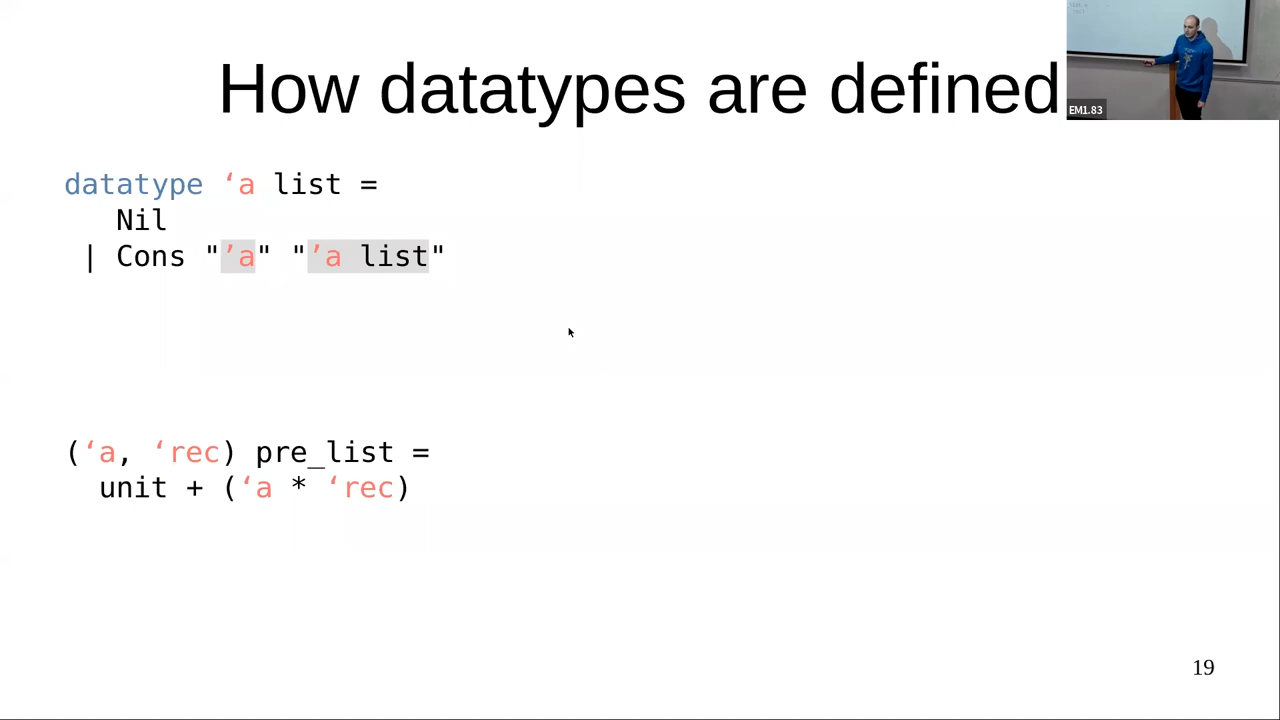 How datatypes are defined
EM1.83
datatype ‘a list =
Nil
| Cons "’a" "’a list"
(‘a, ‘rec) pre_list =
unit + (‘a * ‘rec)
19